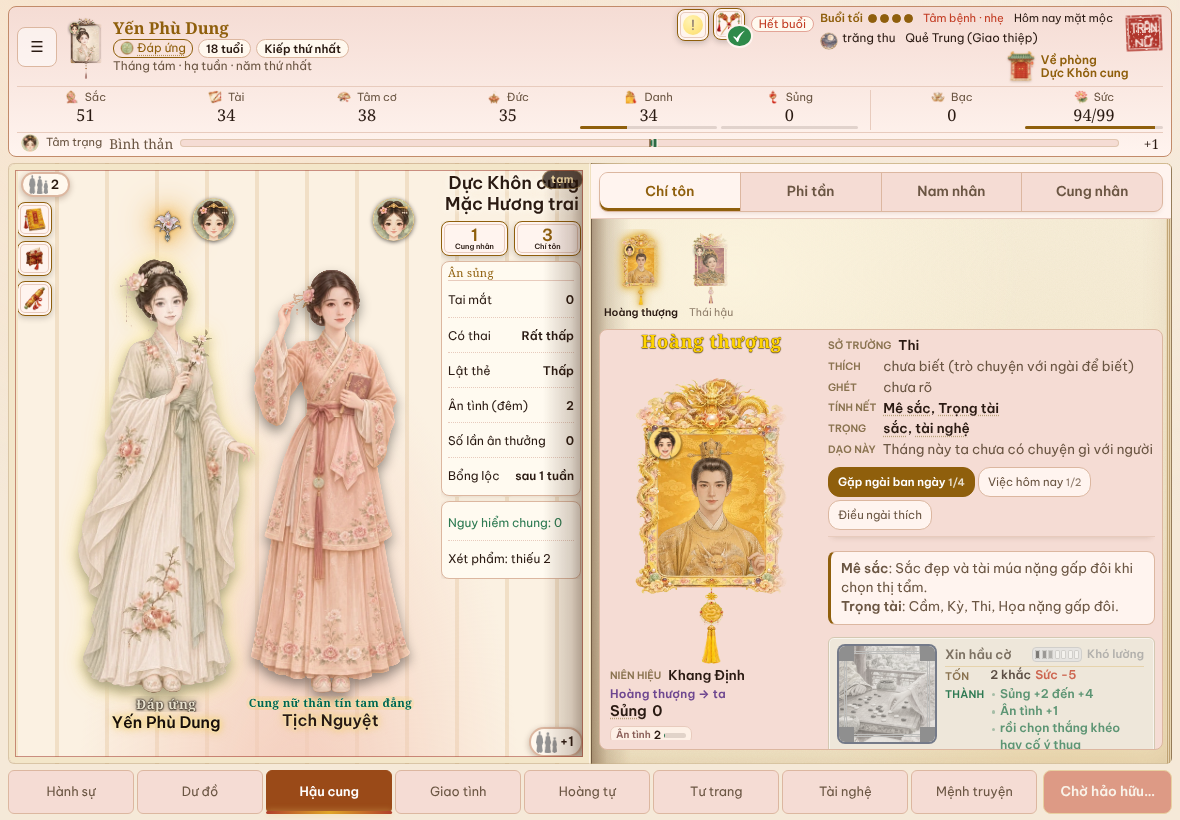 Yến Phù Dung
Đáp ứng
18 tuổi
Kiếp thứ nhất
Tháng tám · hạ tuần · năm thứ nhất
Hết buổi
Buổi tối
Tâm bệnh · nhẹ
Hôm nay mặt mộc
trăng thu
Quẻ Trung (Giao thiệp)
Về phòng
Dực Khôn cung
Sắc
51
Tài
34
Tâm cơ
38
Đức
35
Danh
34
Sủng
0
Bạc
0
Sức
94/99
Tâm trạng Bình thản
+1
2
tam
Dực Khôn cung
Mặc Hương trai
1
Cung nhân
3
Chí tôn
Ân sủng
Tai mắt 0
Có thai Rất thấp
Lật thẻ Thấp
Ân tình (đêm) 2
Số lần ân thưởng 0
Bổng lộc sau 1 tuần
Nguy hiểm chung: 0
Xét phẩm: thiếu 2
Đáp ứng
Yến Phù Dung
Cung nữ thân tín tam đẳng
Tịch Nguyệt
+1
Chí tôn
Phi tần
Nam nhân
Cung nhân
Hoàng thượng
Thái hậu
Hoàng thượng
NIÊN HIỆU Khang Định
Hoàng thượng → ta
Sủng 0
Ân tình 2
SỞ TRƯỜNG Thi
THÍCH chưa biết (trò chuyện với ngài để biết)
GHÉT chưa rõ
TÍNH NẾT Mê sắc, Trọng tài
TRỌNG sắc, tài nghệ
DẠO NÀY Tháng này ta chưa có chuyện gì với người
Gặp ngài ban ngày 1/4
Việc hôm nay 1/2
Điều ngài thích
Mê sắc: Sắc đẹp và tài múa nặng gấp đôi khi
chọn thị tẩm.
Trọng tài: Cầm, Kỳ, Thi, Họa nặng gấp đôi.
Xin hầu cờ
Khó lường
TỐN 2 khắc Sức -5
THÀNH • Sủng +2 đến +4
• Ân tình +1
• rồi chọn thắng khéo
hay cố ý thua
Hành sự
Dư đồ
Hậu cung
Giao tình
Hoàng tự
Tư trang
Tài nghệ
Mệnh truyện
Chờ hảo hữu...